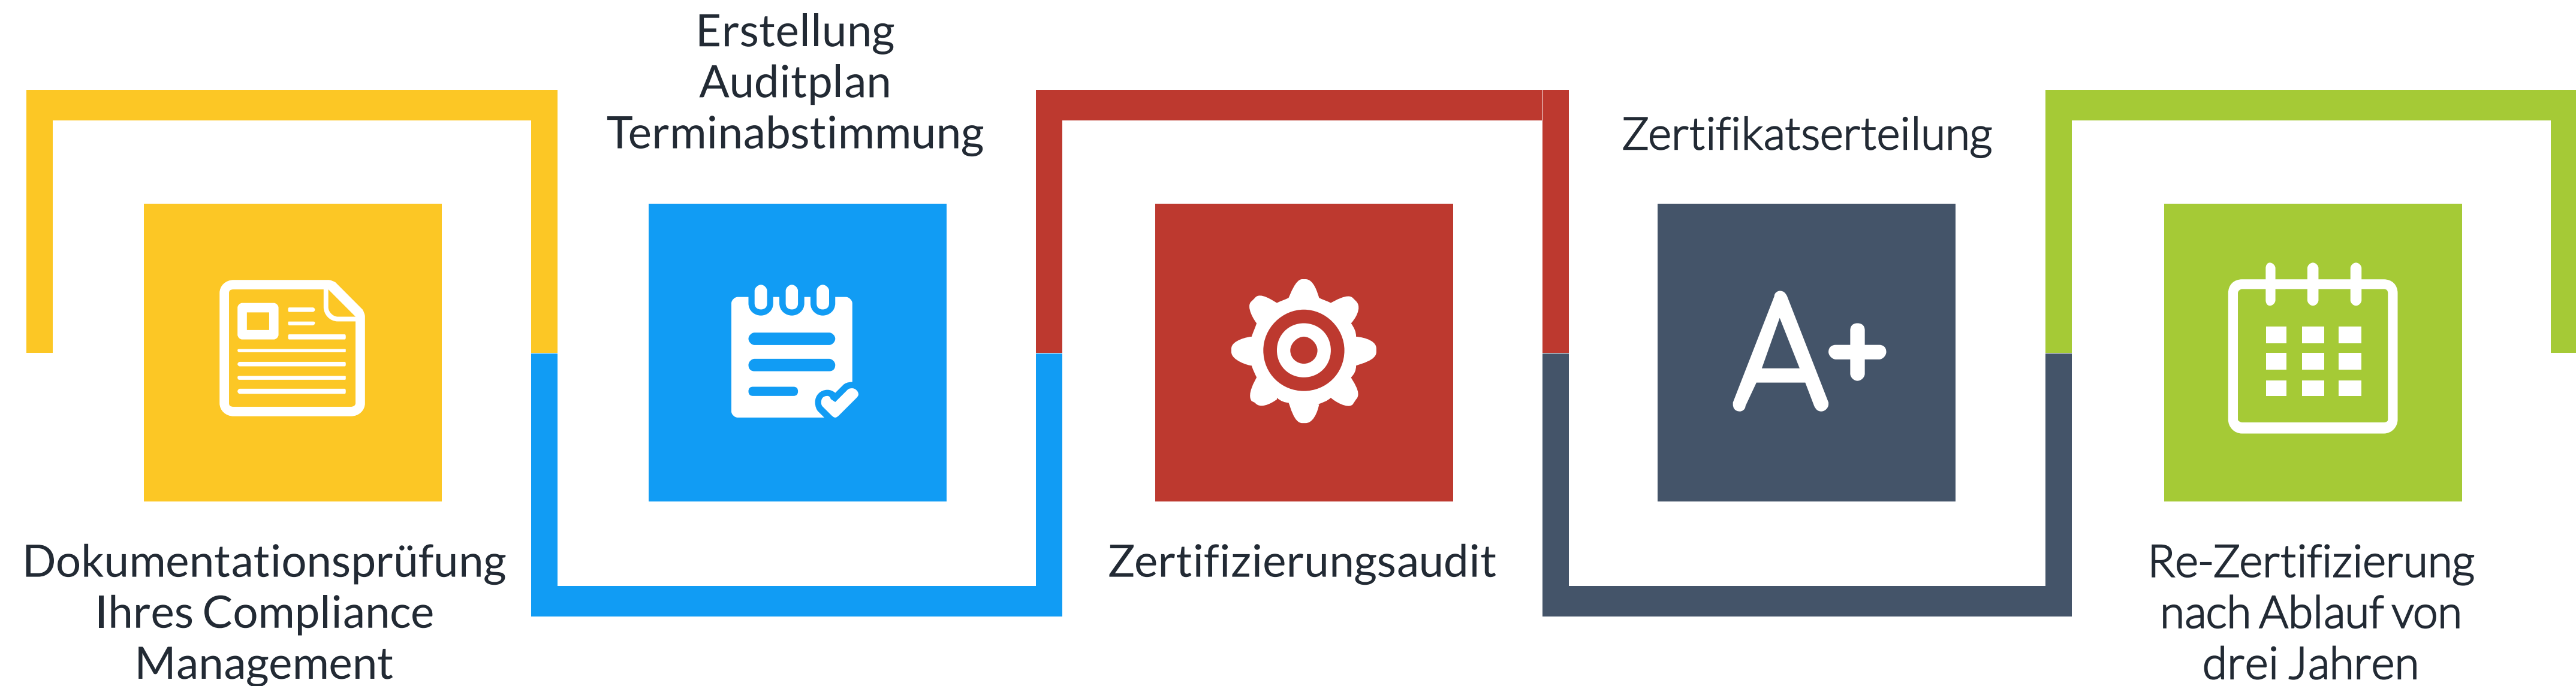 Dokumentationsprüfung
Ihres Compliance
Management
Erstellung
Auditplan
Terminabstimmung
Zertifizierungsaudit
Zertifikatserteilung
A+
Re-Zertifizierung
nach Ablauf von
drei Jahren